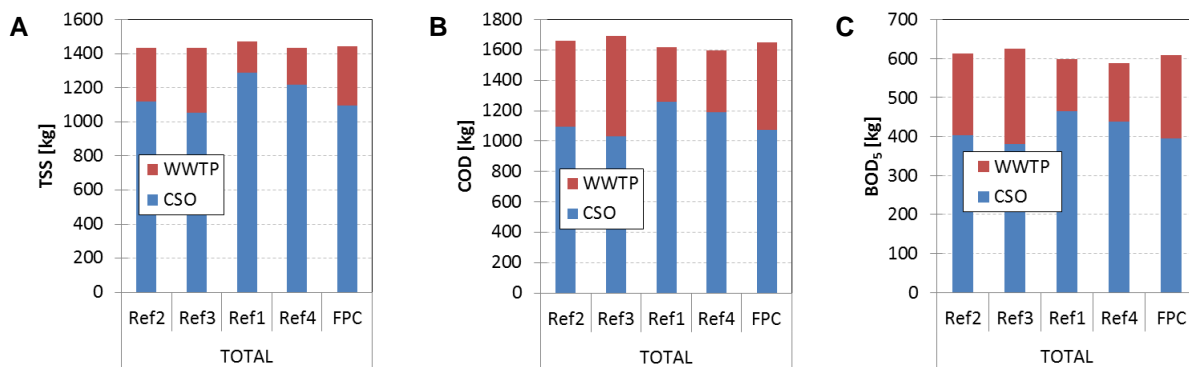 A
TSS [kg]
1600
1400
1200
1000
800
600
400
200
0
WWTP
CSO
Ref2 Ref3 Ref1 Ref4 FPC
TOTAL
B
COD [kg]
1800
1600
1400
1200
1000
800
600
400
200
0
WWTP
CSO
Ref2 Ref3 Ref1 Ref4 FPC
TOTAL
C
BOD₅ [kg]
700
600
500
400
300
200
100
0
WWTP
CSO
Ref2 Ref3 Ref1 Ref4 FPC
TOTAL